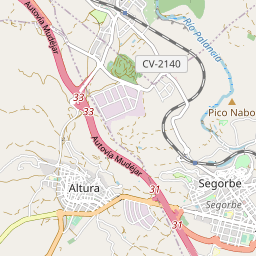 Autovía Mudéjar
Río Palancia
CV-2140
33
33
Pico Nabo
Autovía Mudéjar
Altura
31
Segorbe
Segorbe
31